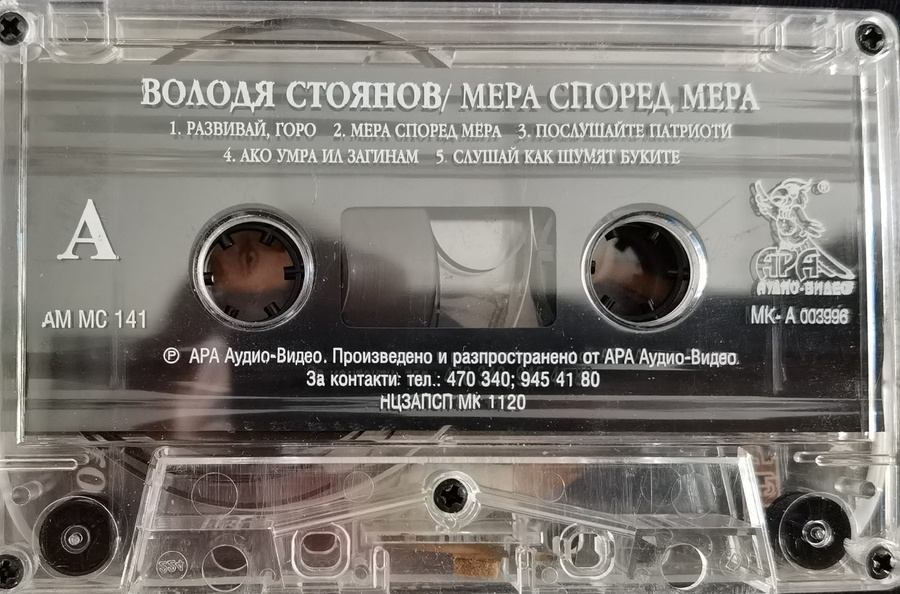 ВОЛОДЯ СТОЯНОВ/ МЕРА СПОРЕД МЕРА
1. РАЗВИВАЙ, ГОРО 2. МЕРА СПОРЕД МЕРА 3. ПОСЛУШАЙТЕ ПАТРИОТИ
4. АКО УМРА ИЛ ЗАГИНАМ 5. СЛУШАЙ КАК ШУМЯТ БУКИТЕ
A
АРА
АУДИО-ВИДЕО
АМ МС 141
МК- А 003996
℗ АРА Аудио-Видео. Произведено и разпространено от АРА Аудио-Видео.
За контакти: тел.: 470 340; 945 41 80
НЦЗАПСП МК 1120